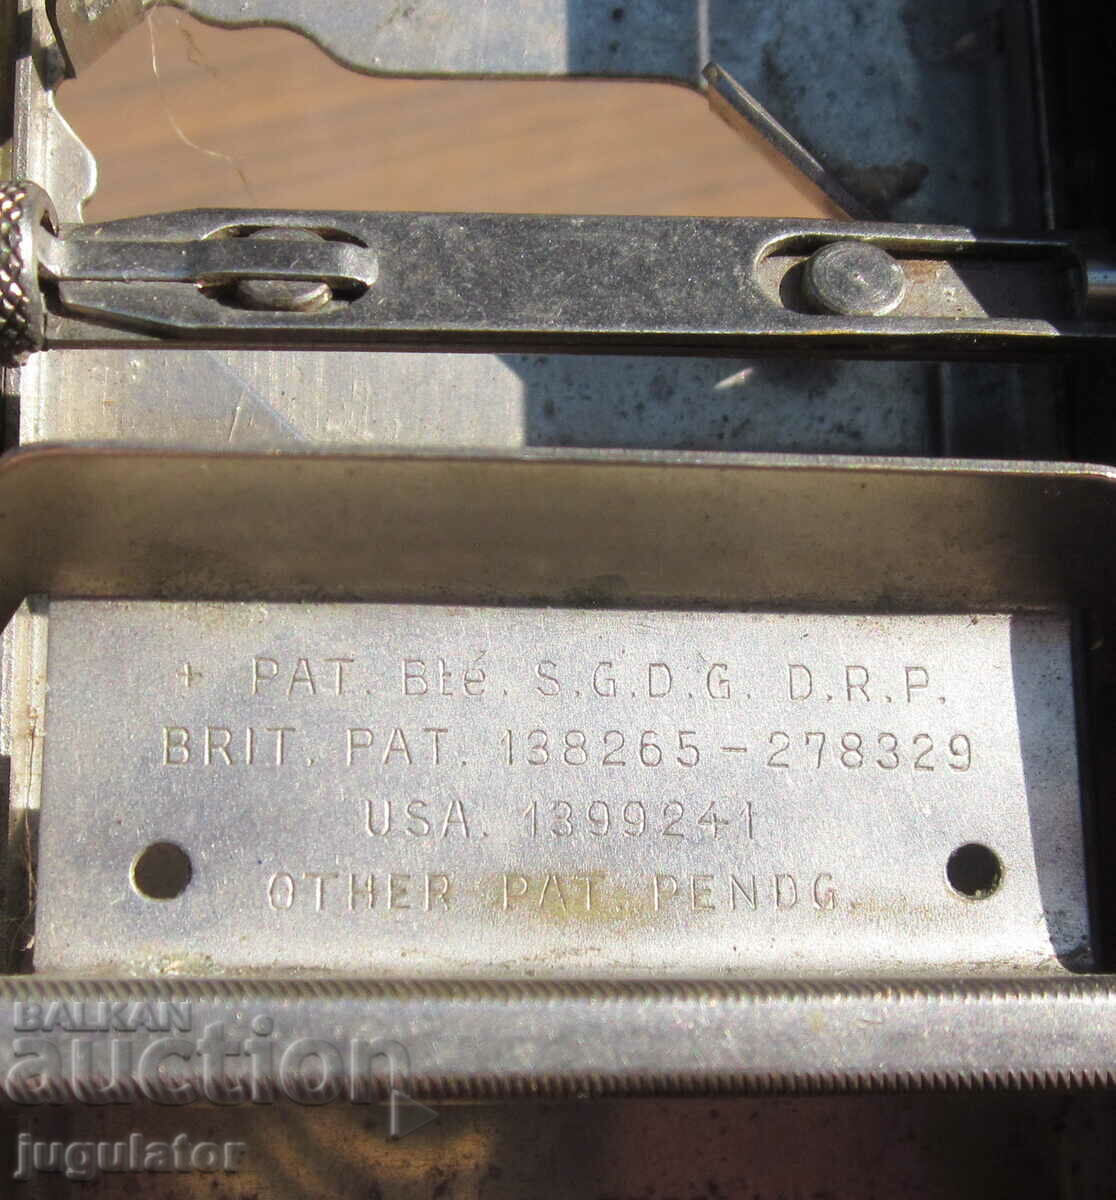 + PAT. Bté. S.G.D.G. D.R.P.
BRIT. PAT. 138265-278329
USA. 1399241
OTHER PAT. PENDG.
BALKAN
auction
jugulator